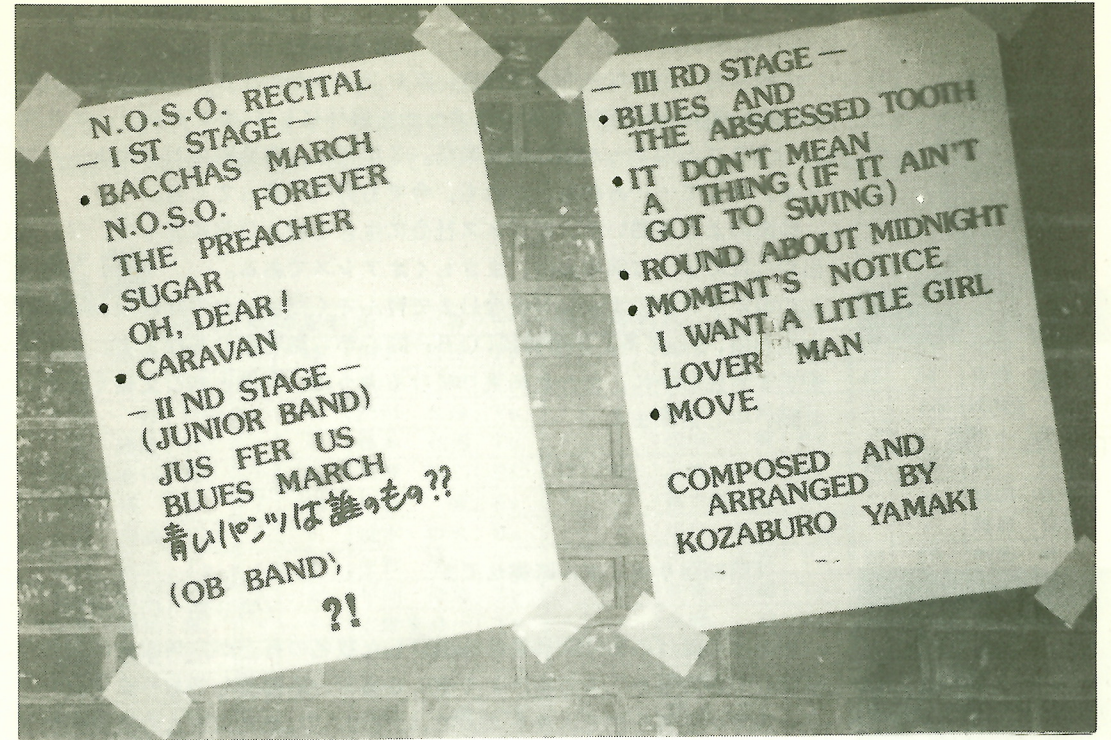 N.O.S.O. RECITAL
— I ST STAGE —
• BACCHAS MARCH
N.O.S.O. FOREVER
THE PREACHER
• SUGAR
OH, DEAR!
• CARAVAN
— II ND STAGE —
(JUNIOR BAND)
JUS FER US
BLUES MARCH
青いパンツは誰のもの??
(OB BAND)
?!
— III RD STAGE —
• BLUES AND
THE ABSCESSED TOOTH
• IT DON'T MEAN
A THING (IF IT AIN'T
GOT TO SWING)
• ROUND ABOUT MIDNIGHT
• MOMENT'S NOTICE
I WANT A LITTLE GIRL
LOVER MAN
• MOVE
COMPOSED AND
ARRANGED BY
KOZABURO YAMAKI